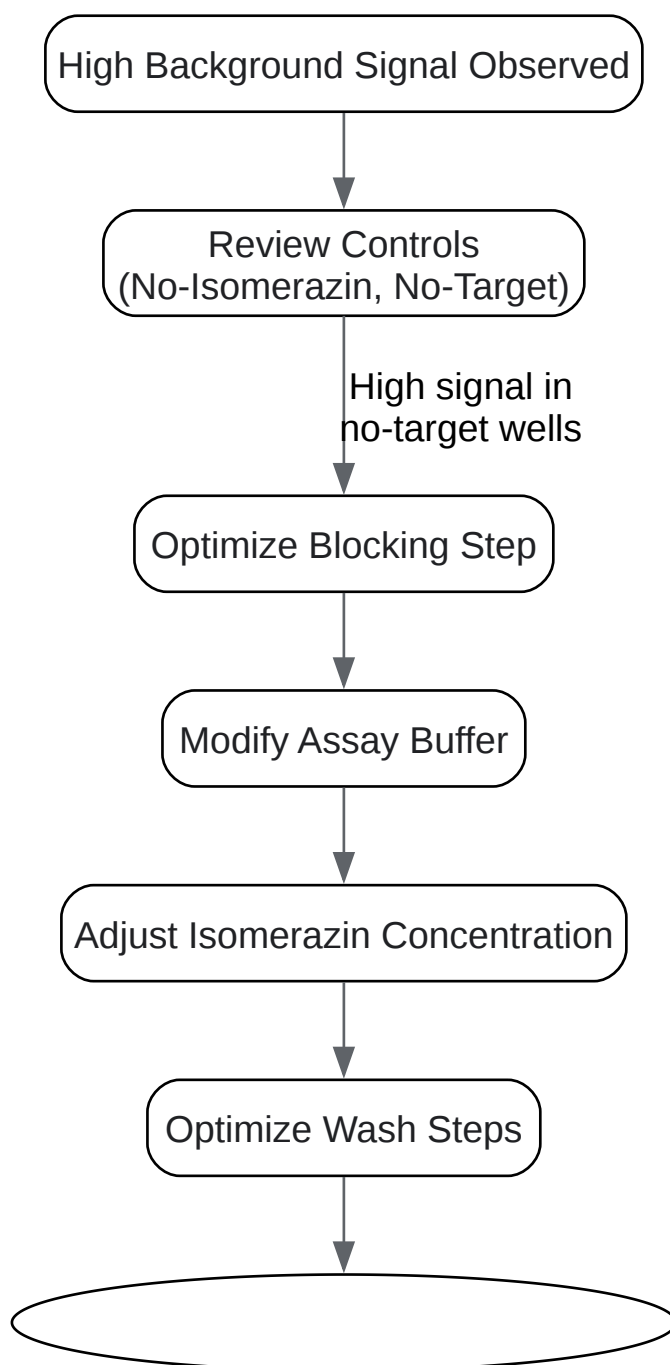 High Background Signal Observed
Review Controls
(No-Isomerazin, No-Target)
High signal in
no-target wells
Optimize Blocking Step
Modify Assay Buffer
Adjust Isomerazin Concentration
Optimize Wash Steps